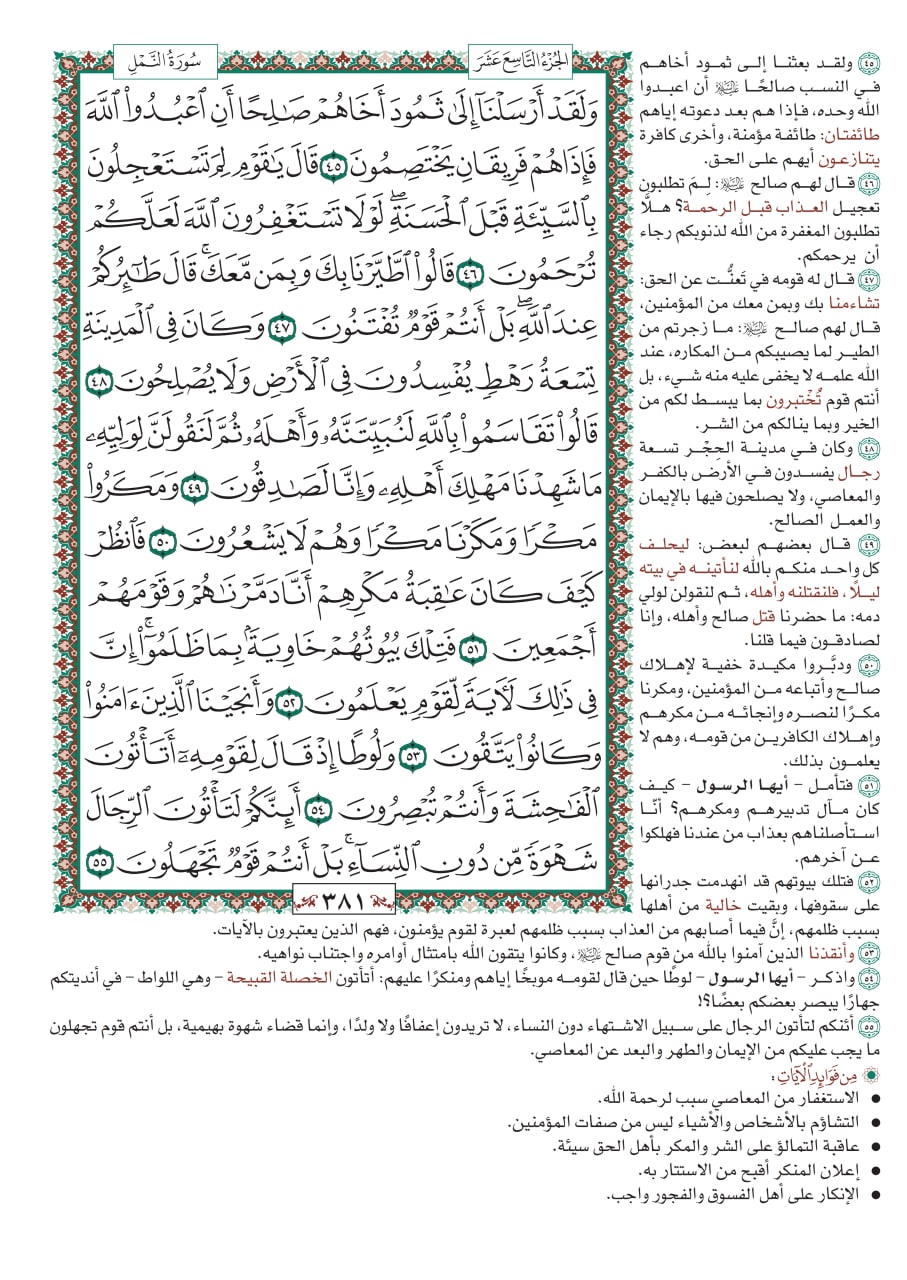 سُورَةُ النَّمْلِ
الجُزْءُ التَّاسِعَ عَشَرَ
وَلَقَدْ أَرْسَلْنَآ إِلَىٰ ثَمُودَ أَخَاهُمْ صَٰلِحًا أَنِ ٱعْبُدُوا۟ ٱللَّهَ
فَإِذَا هُمْ فَرِيقَانِ يَخْتَصِمُونَ ٤٥ قَالَ يَٰقَوْمِ لِمَ تَسْتَعْجِلُونَ
بِٱلسَّيِّئَةِ قَبْلَ ٱلْحَسَنَةِۖ لَوْلَا تَسْتَغْفِرُونَ ٱللَّهَ لَعَلَّكُمْ
تُرْحَمُونَ ٤٦ قَالُوا۟ ٱطَّيَّرْنَا بِكَ وَبِمَن مَّعَكَۚ قَالَ طَٰٓئِرُكُمْ
عِندَ ٱللَّهِۖ بَلْ أَنتُمْ قَوْمٌ تُفْتَنُونَ ٤٧ وَكَانَ فِى ٱلْمَدِينَةِ
تِسْعَةُ رَهْطٍ يُفْسِدُونَ فِى ٱلْأَرْضِ وَلَا يُصْلِحُونَ ٤٨
قَالُوا۟ تَقَاسَمُوا۟ بِٱللَّهِ لَنُبَيِّتَنَّهُۥ وَأَهْلَهُۥ ثُمَّ لَنَقُولَنَّ لِوَلِيِّهِۦ
مَا شَهِدْنَا مَهْلِكَ أَهْلِهِۦ وَإِنَّا لَصَٰدِقُونَ ٤٩ وَمَكَرُوا۟
مَكْرًا وَمَكَرْنَا مَكْرًا وَهُمْ لَا يَشْعُرُونَ ٥٠ فَٱنظُرْ
كَيْفَ كَانَ عَٰقِبَةُ مَكْرِهِمْ أَنَّا دَمَّرْنَٰهُمْ وَقَوْمَهُمْ
أَجْمَعِينَ ٥١ فَتِلْكَ بُيُوتُهُمْ خَاوِيَةًۢ بِمَا ظَلَمُوٓا۟ۚ إِنَّ
فِى ذَٰلِكَ لَءَايَةً لِّقَوْمٍ يَعْلَمُونَ ٥٢ وَأَنجَيْنَا ٱلَّذِينَ ءَامَنُوا۟
وَكَانُوا۟ يَتَّقُونَ ٥٣ وَلُوطًا إِذْ قَالَ لِقَوْمِهِۦٓ أَتَأْتُونَ
ٱلْفَٰحِشَةَ وَأَنتُمْ تُبْصِرُونَ ٥٤ أَئِنَّكُمْ لَتَأْتُونَ ٱلرِّجَالَ
شَهْوَةً مِّن دُونِ ٱلنِّسَآءِۚ بَلْ أَنتُمْ قَوْمٌ تَجْهَلُونَ ٥٥
٣٨١
٤٥ ولقد بعثنا إلى ثمود أخاهم
في النسب صالحًا ﷺ أن اعبدوا
الله وحده، فإذا هم بعد دعوته إياهم
طائفتان: طائفة مؤمنة، وأخرى كافرة
يتنازعون أيهم على الحق.
٤٦ قال لهم صالح ﷺ: لِمَ تطلبون
تعجيل العذاب قبل الرحمة؟ هلَّا
تطلبون المغفرة من الله لذنوبكم رجاء
أن يرحمكم.
٤٧ قال له قومه في تَعنُّت عن الحق:
تشاءمنا بك وبمن معك من المؤمنين،
قال لهم صالح ﷺ: ما زجرتم من
الطير لما يصيبكم من المكاره، عند
الله علمه لا يخفى عليه منه شيء، بل
أنتم قوم تُخْتبرون بما يبسط لكم من
الخير وبما ينالكم من الشر.
٤٨ وكان في مدينة الحِجْر تسعة
رجال يفسدون في الأرض بالكفر
والمعاصي، ولا يصلحون فيها بالإيمان
والعمل الصالح.
٤٩ قال بعضهم لبعض: ليحلف
كل واحد منكم بالله لنأتينه في بيته
ليلًا، فلنقتلنه وأهله، ثم لنقولن لولي
دمه: ما حضرنا قتل صالح وأهله، وإنا
لصادقون فيما قلنا.
٥٠ ودبَّروا مكيدة خفية لإهلاك
صالح وأتباعه من المؤمنين، ومكرنا
مكرًا لنصره وإنجائه من مكرهم
وإهلاك الكافرين من قومه، وهم لا
يعلمون بذلك.
٥١ فتأمل - أيها الرسول - كيف
كان مآل تدبيرهم ومكرهم؟ أنَّا
استأصلناهم بعذاب من عندنا فهلكوا
عن آخرهم.
٥٢ فتلك بيوتهم قد انهدمت جدرانها
على سقوفها، وبقيت خالية من أهلها
بسبب ظلمهم، إنَّ فيما أصابهم من العذاب بسبب ظلمهم لعبرة لقوم يؤمنون، فهم الذين يعتبرون بالآيات.
٥٣ وأنقذنا الذين آمنوا بالله من قوم صالح ﷺ، وكانوا يتقون الله بامتثال أوامره واجتناب نواهيه.
٥٤ واذكر - أيها الرسول - لوطًا حين قال لقومه موبخًا إياهم ومنكرًا عليهم: أتأتون الخصلة القبيحة - وهي اللواط - في أنديتكم
جهارًا يبصر بعضكم بعضًا؟!
٥٥ أئنكم لتأتون الرجال على سبيل الاشتهاء دون النساء، لا تريدون إعفافًا ولا ولدًا، وإنما قضاء شهوة بهيمية، بل أنتم قوم تجهلون
ما يجب عليكم من الإيمان والطهر والبعد عن المعاصي.
مِن فَوَائِدِ الْآيَاتِ:
• الاستغفار من المعاصي سبب لرحمة الله.
• التشاؤم بالأشخاص والأشياء ليس من صفات المؤمنين.
• عاقبة التمالؤ على الشر والمكر بأهل الحق سيئة.
• إعلان المنكر أقبح من الاستتار به.
• الإنكار على أهل الفسوق والفجور واجب.